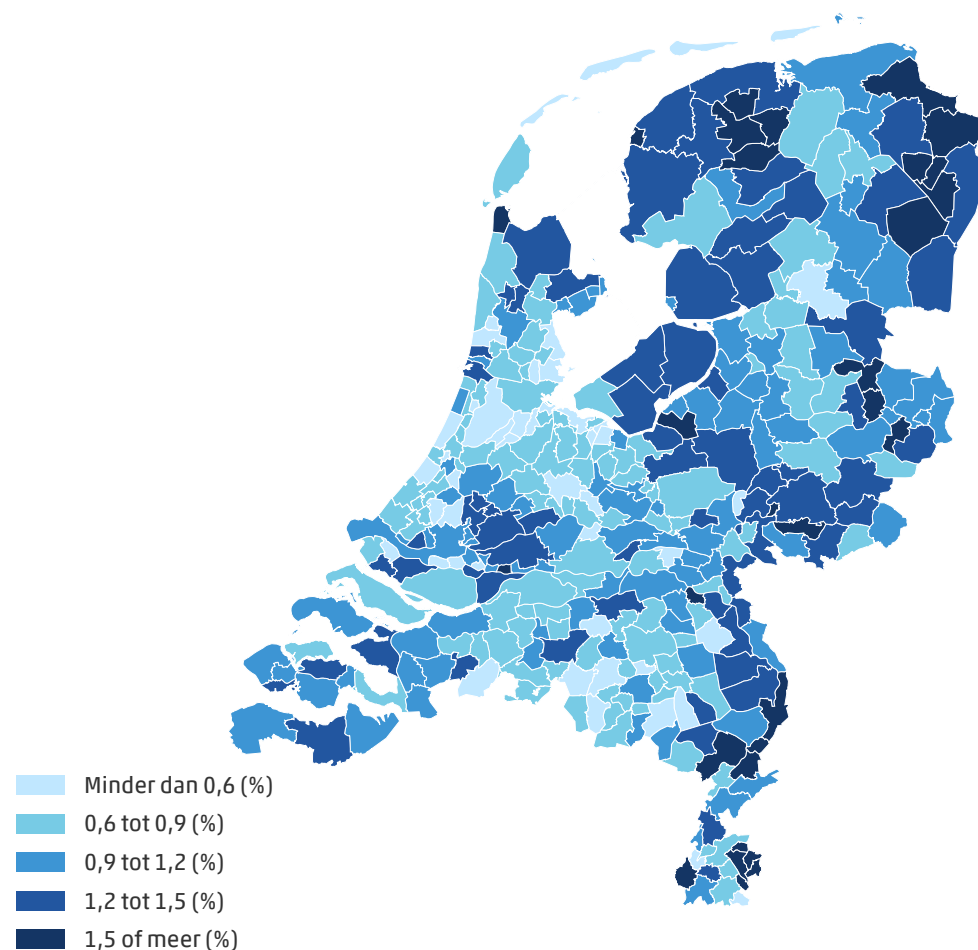 Minder dan 0,6 (%)
0,6 tot 0,9 (%)
0,9 tot 1,2 (%)
1,2 tot 1,5 (%)
1,5 of meer (%)